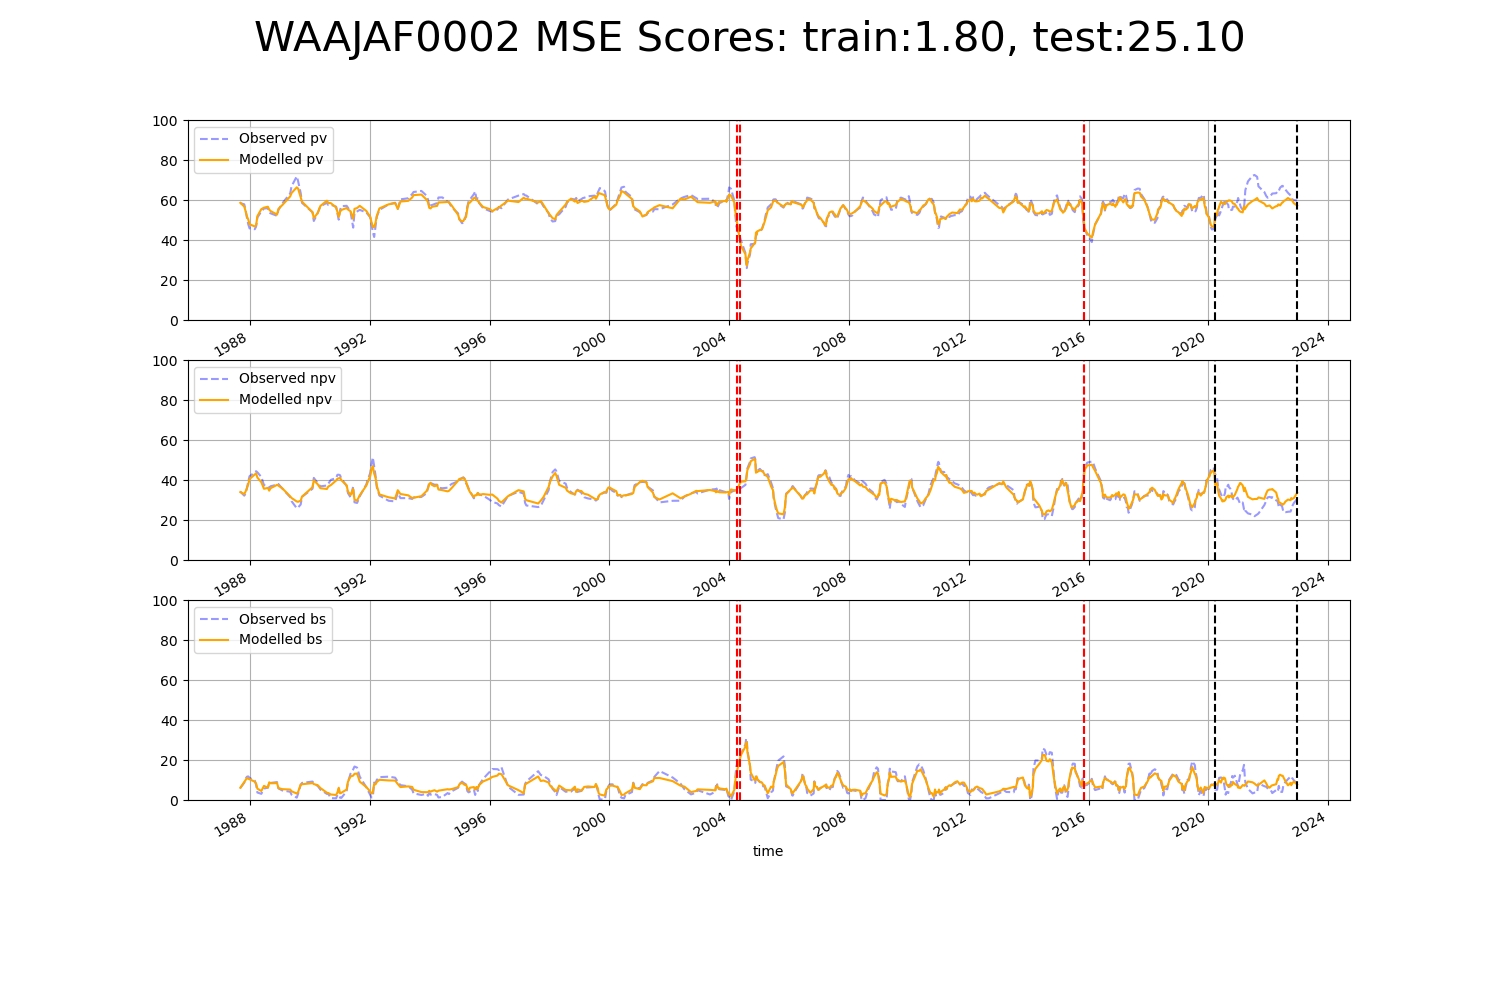 WAAJAF0002 MSE Scores: train:1.80, test:25.10
100
80
60
40
20
0
Observed pv
Modelled pv
1988 1992 1996 2000 2004 2008 2012 2016 2020 2024
100
80
60
40
20
0
Observed npv
Modelled npv
1988 1992 1996 2000 2004 2008 2012 2016 2020 2024
100
80
60
40
20
0
Observed bs
Modelled bs
1988 1992 1996 2000 2004 2008 2012 2016 2020 2024
time